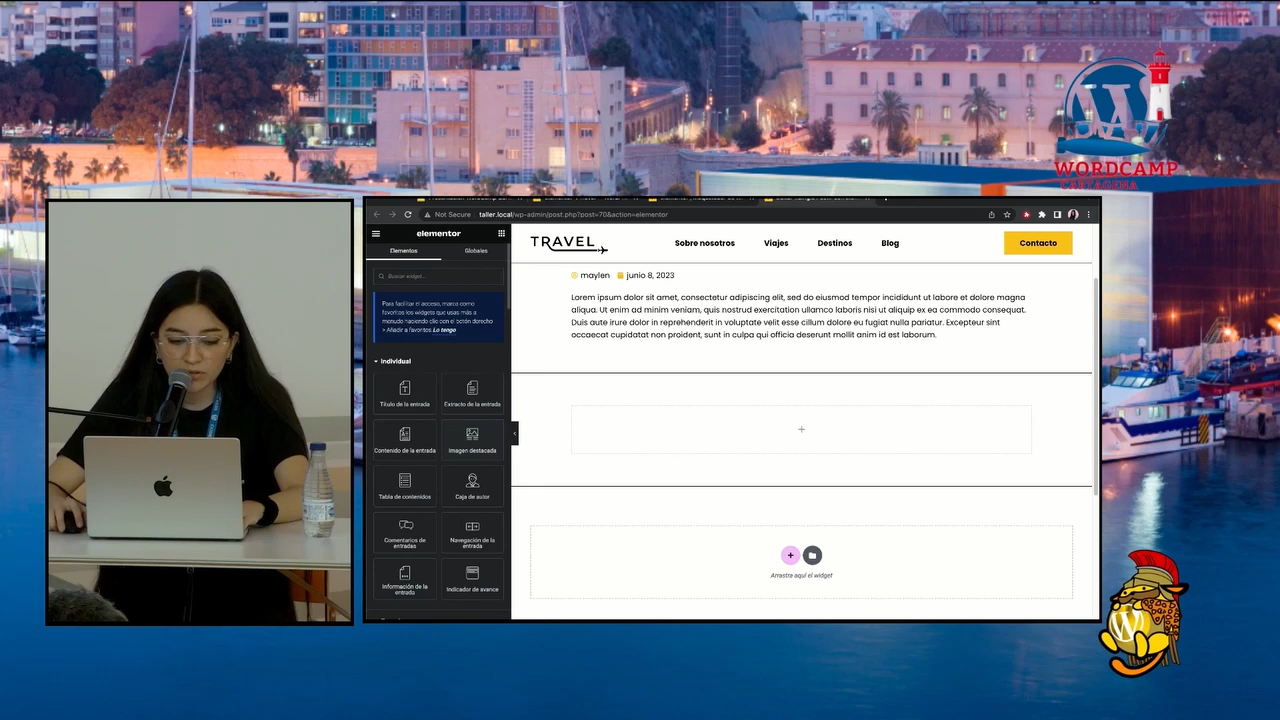 WORDCAMP
CARTAGENA
Not Secure
taller.local/wp-admin/post.php?post=70&action=elementor
elementor
Elementos
Globales
Buscar widget...
Para facilitar el acceso, marca como
favoritos los widgets que usas más a
menudo haciendo clic con el botón derecho
> Añadir a favoritos. Lo tengo
Individual
Título de la entrada
Extracto de la entrada
Contenido de la entrada
Imagen destacada
Tabla de contenidos
Caja de autor
Comentarios de
entradas
Navegación de la
entrada
Información de la
entrada
Indicador de avance
TRAVEL
Sobre nosotros
Viajes
Destinos
Blog
Contacto
maylen
junio 8, 2023
Lorem ipsum dolor sit amet, consectetur adipiscing elit, sed do eiusmod tempor incididunt ut labore et dolore magna
aliqua. Ut enim ad minim veniam, quis nostrud exercitation ullamco laboris nisi ut aliquip ex ea commodo consequat.
Duis aute irure dolor in reprehenderit in voluptate velit esse cillum dolore eu fugiat nulla pariatur. Excepteur sint
occaecat cupidatat non proident, sunt in culpa qui officia deserunt mollit anim id est laborum.
Arrastra aquí el widget